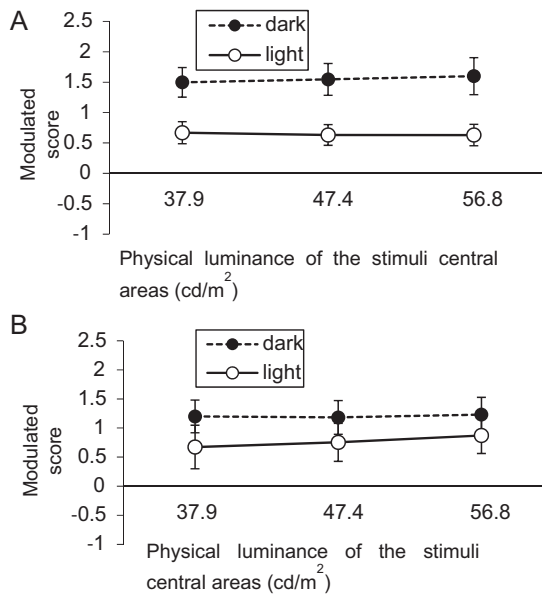 A
dark
light
Modulated
score
2.5
2
1.5
1
0.5
0
-0.5
-1
37.9 47.4 56.8
Physical luminance of the stimuli central
areas (cd/m²)
B
dark
light
Modulated
score
2.5
2
1.5
1
0.5
0
-0.5
-1
37.9 47.4 56.8
Physical luminance of the stimuli
central areas (cd/m²)